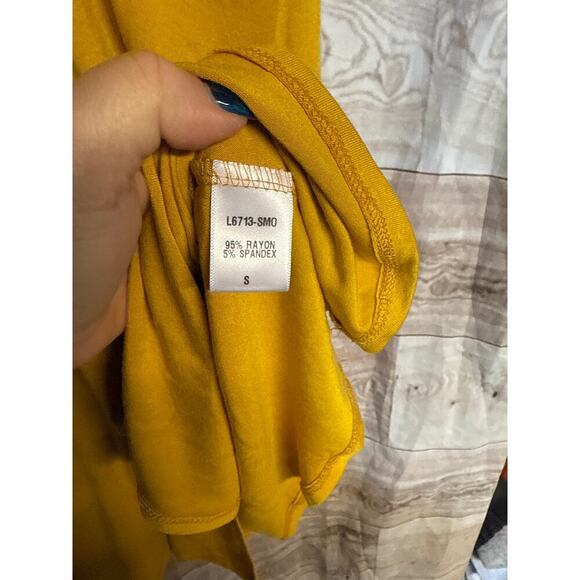 L6713-SMO
95% RAYON
5% SPANDEX
S